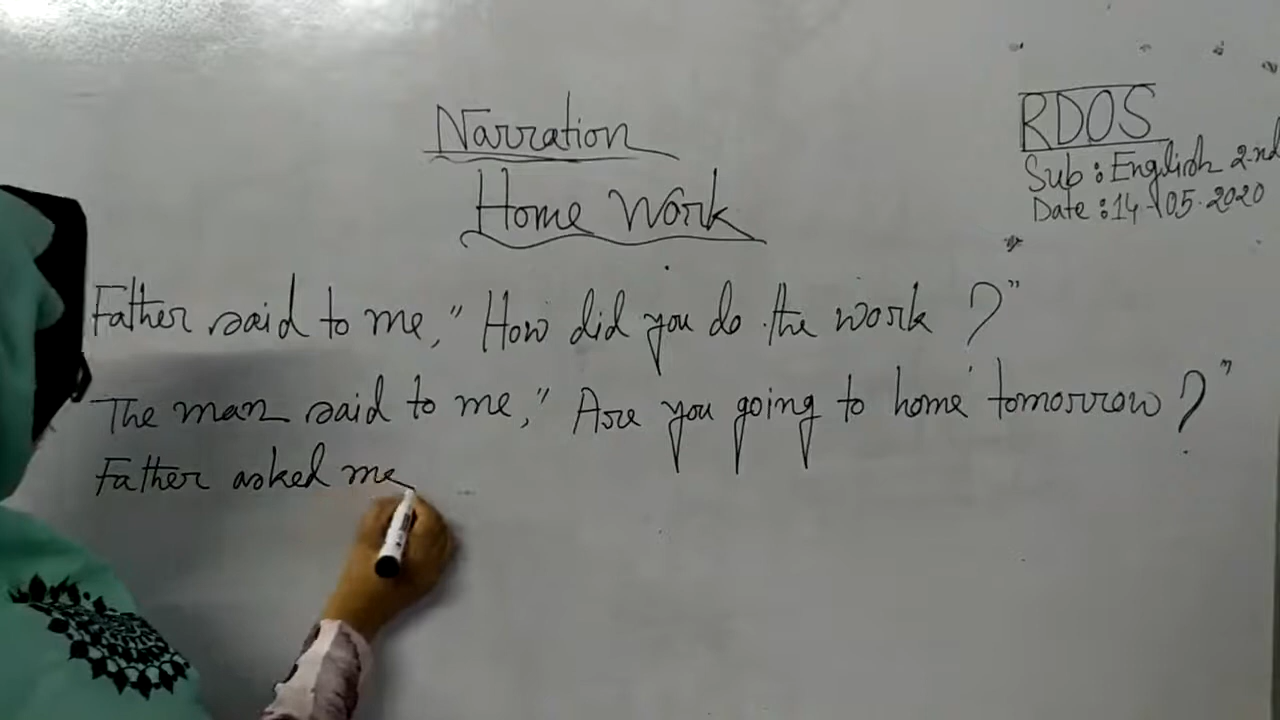 Narration
Home Work
RDOS
Sub : English 2nd
Date : 14.05.2020
Father said to me, "How did you do the work ?"
The man said to me, "Are you going to home tomorrow ?"
Father asked me